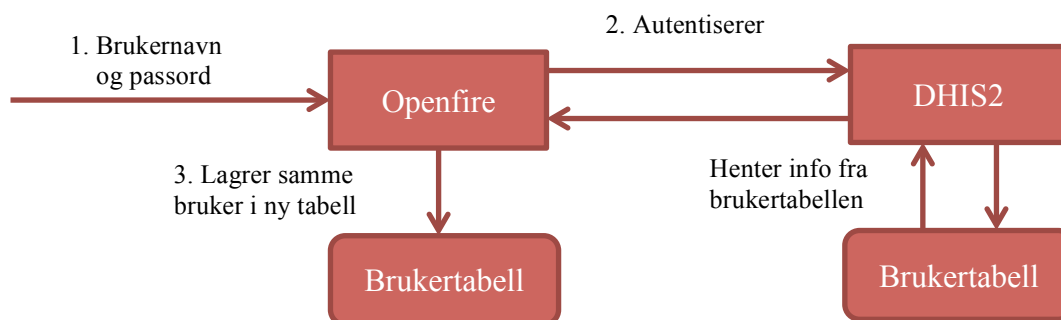 1. Brukernavn
og passord
2. Autentiserer
Openfire
DHIS2
3. Lagrer samme
bruker i ny tabell
Henter info fra
brukertabellen
Brukertabell
Brukertabell